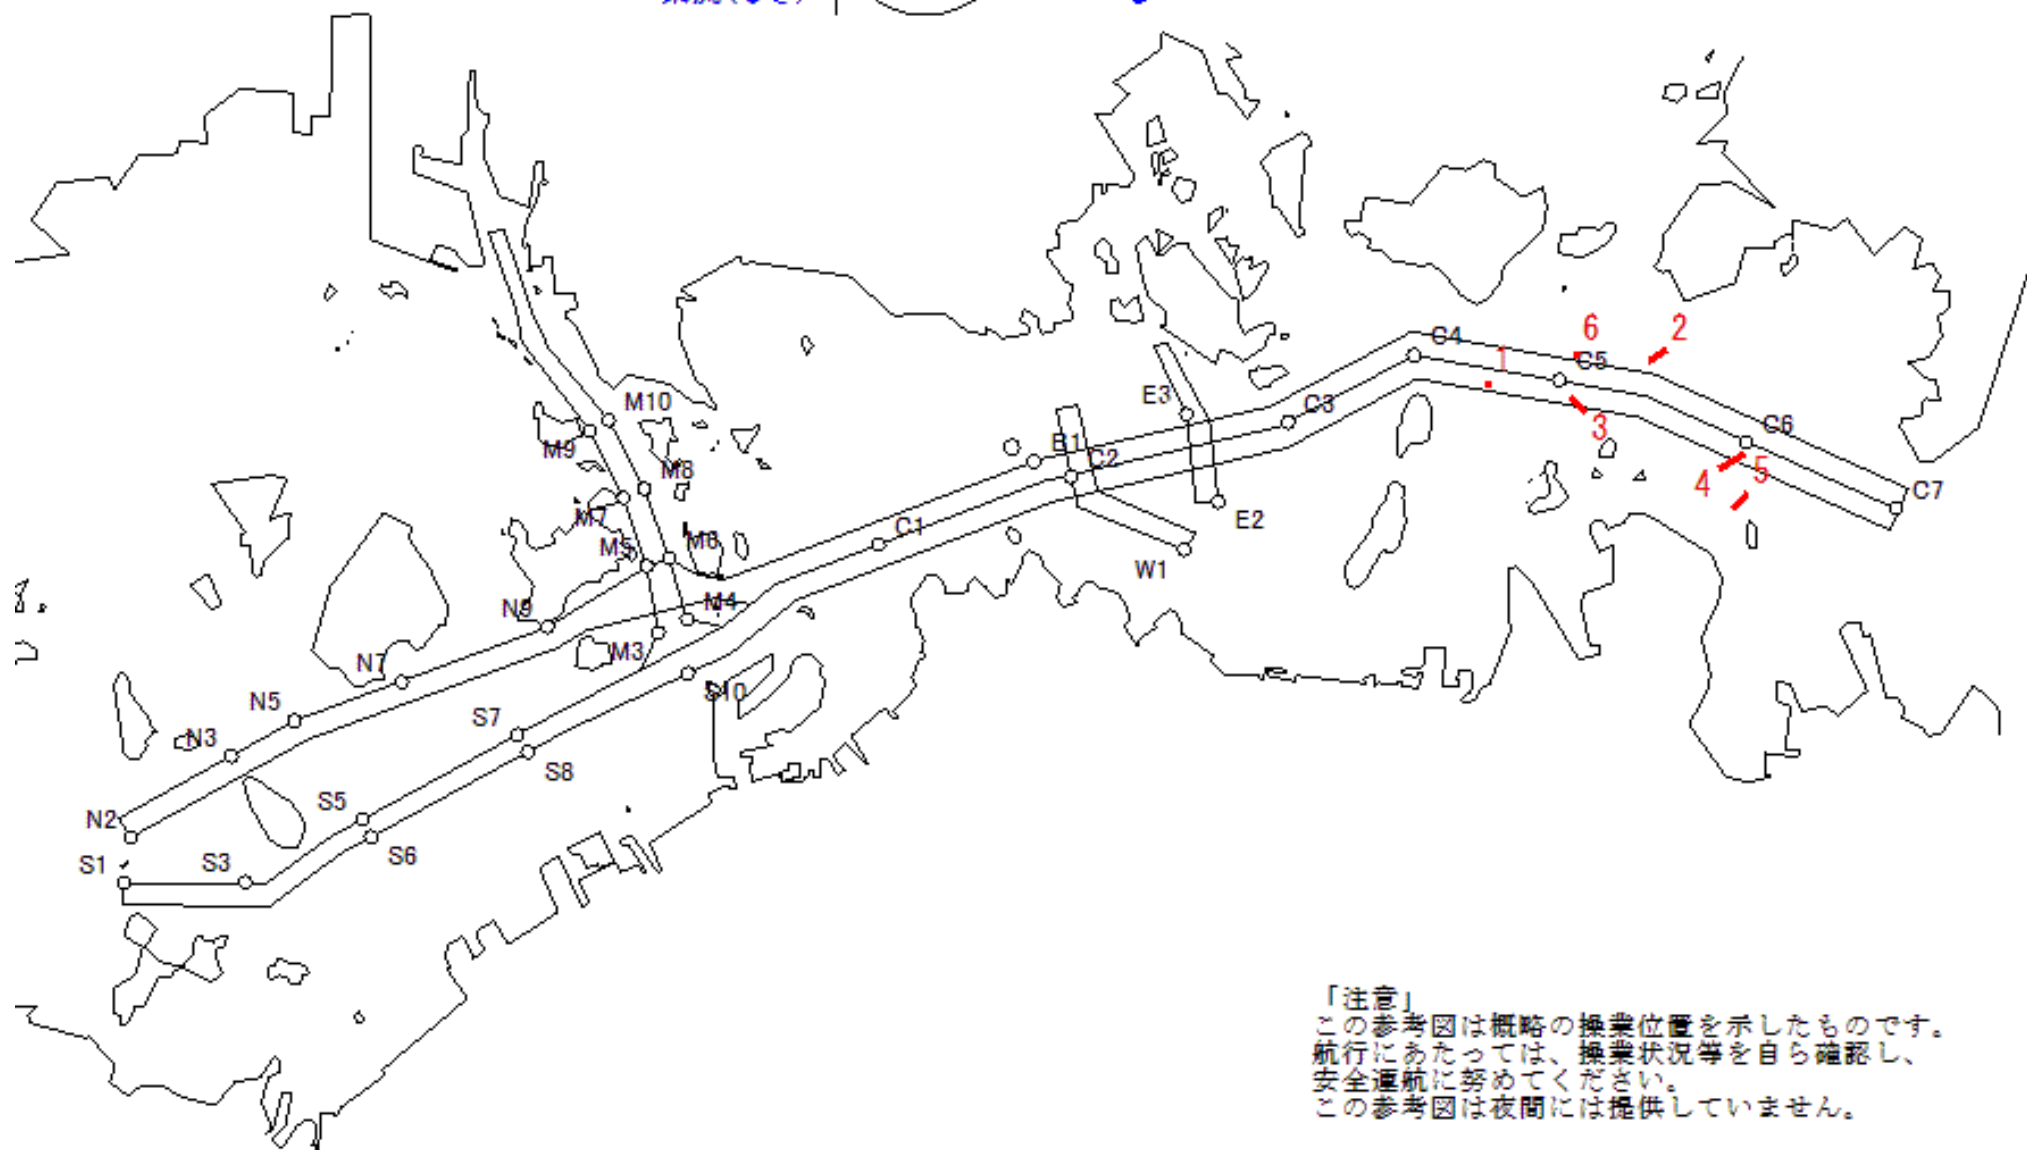 C4
6
2
1
C5
E3
C3
M10
3
C6
M9
B1
C2
M8
4
5
C7
M7
E2
C1
M5
M6
W1
N9
M4
M3
N7
S10
N5
S7
N3
S8
S5
N2
S6
S1
S3
「注意」
この参考図は概略の操業位置を示したものです。
航行にあたっては、操業状況等を自ら確認し、
安全運航に努めてください。
この参考図は夜間には提供していません。